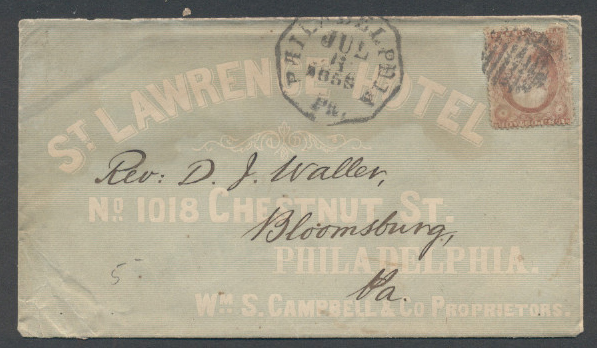 PHILADELPHIA
JUL
PA.
ST. LAWRENCE HOTEL
Rev: D. J. Waller,
No. 1018 CHESTNUT ST.
Bloomsburg,
PHILADELPHIA.
5
Pa.
WM S. CAMPBELL & CO PROPRIETORS.